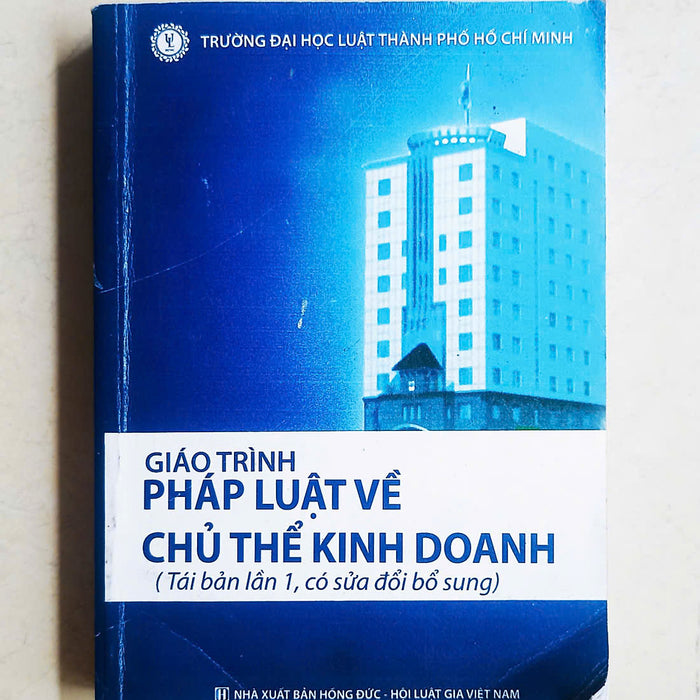 TRƯỜNG ĐẠI HỌC LUẬT THÀNH PHỐ HỒ CHÍ MINH
GIÁO TRÌNH
PHÁP LUẬT VỀ
CHỦ THỂ KINH DOANH
(Tái bản lần 1, có sửa đổi bổ sung)
NHÀ XUẤT BẢN HỒNG ĐỨC - HỘI LUẬT GIA VIỆT NAM